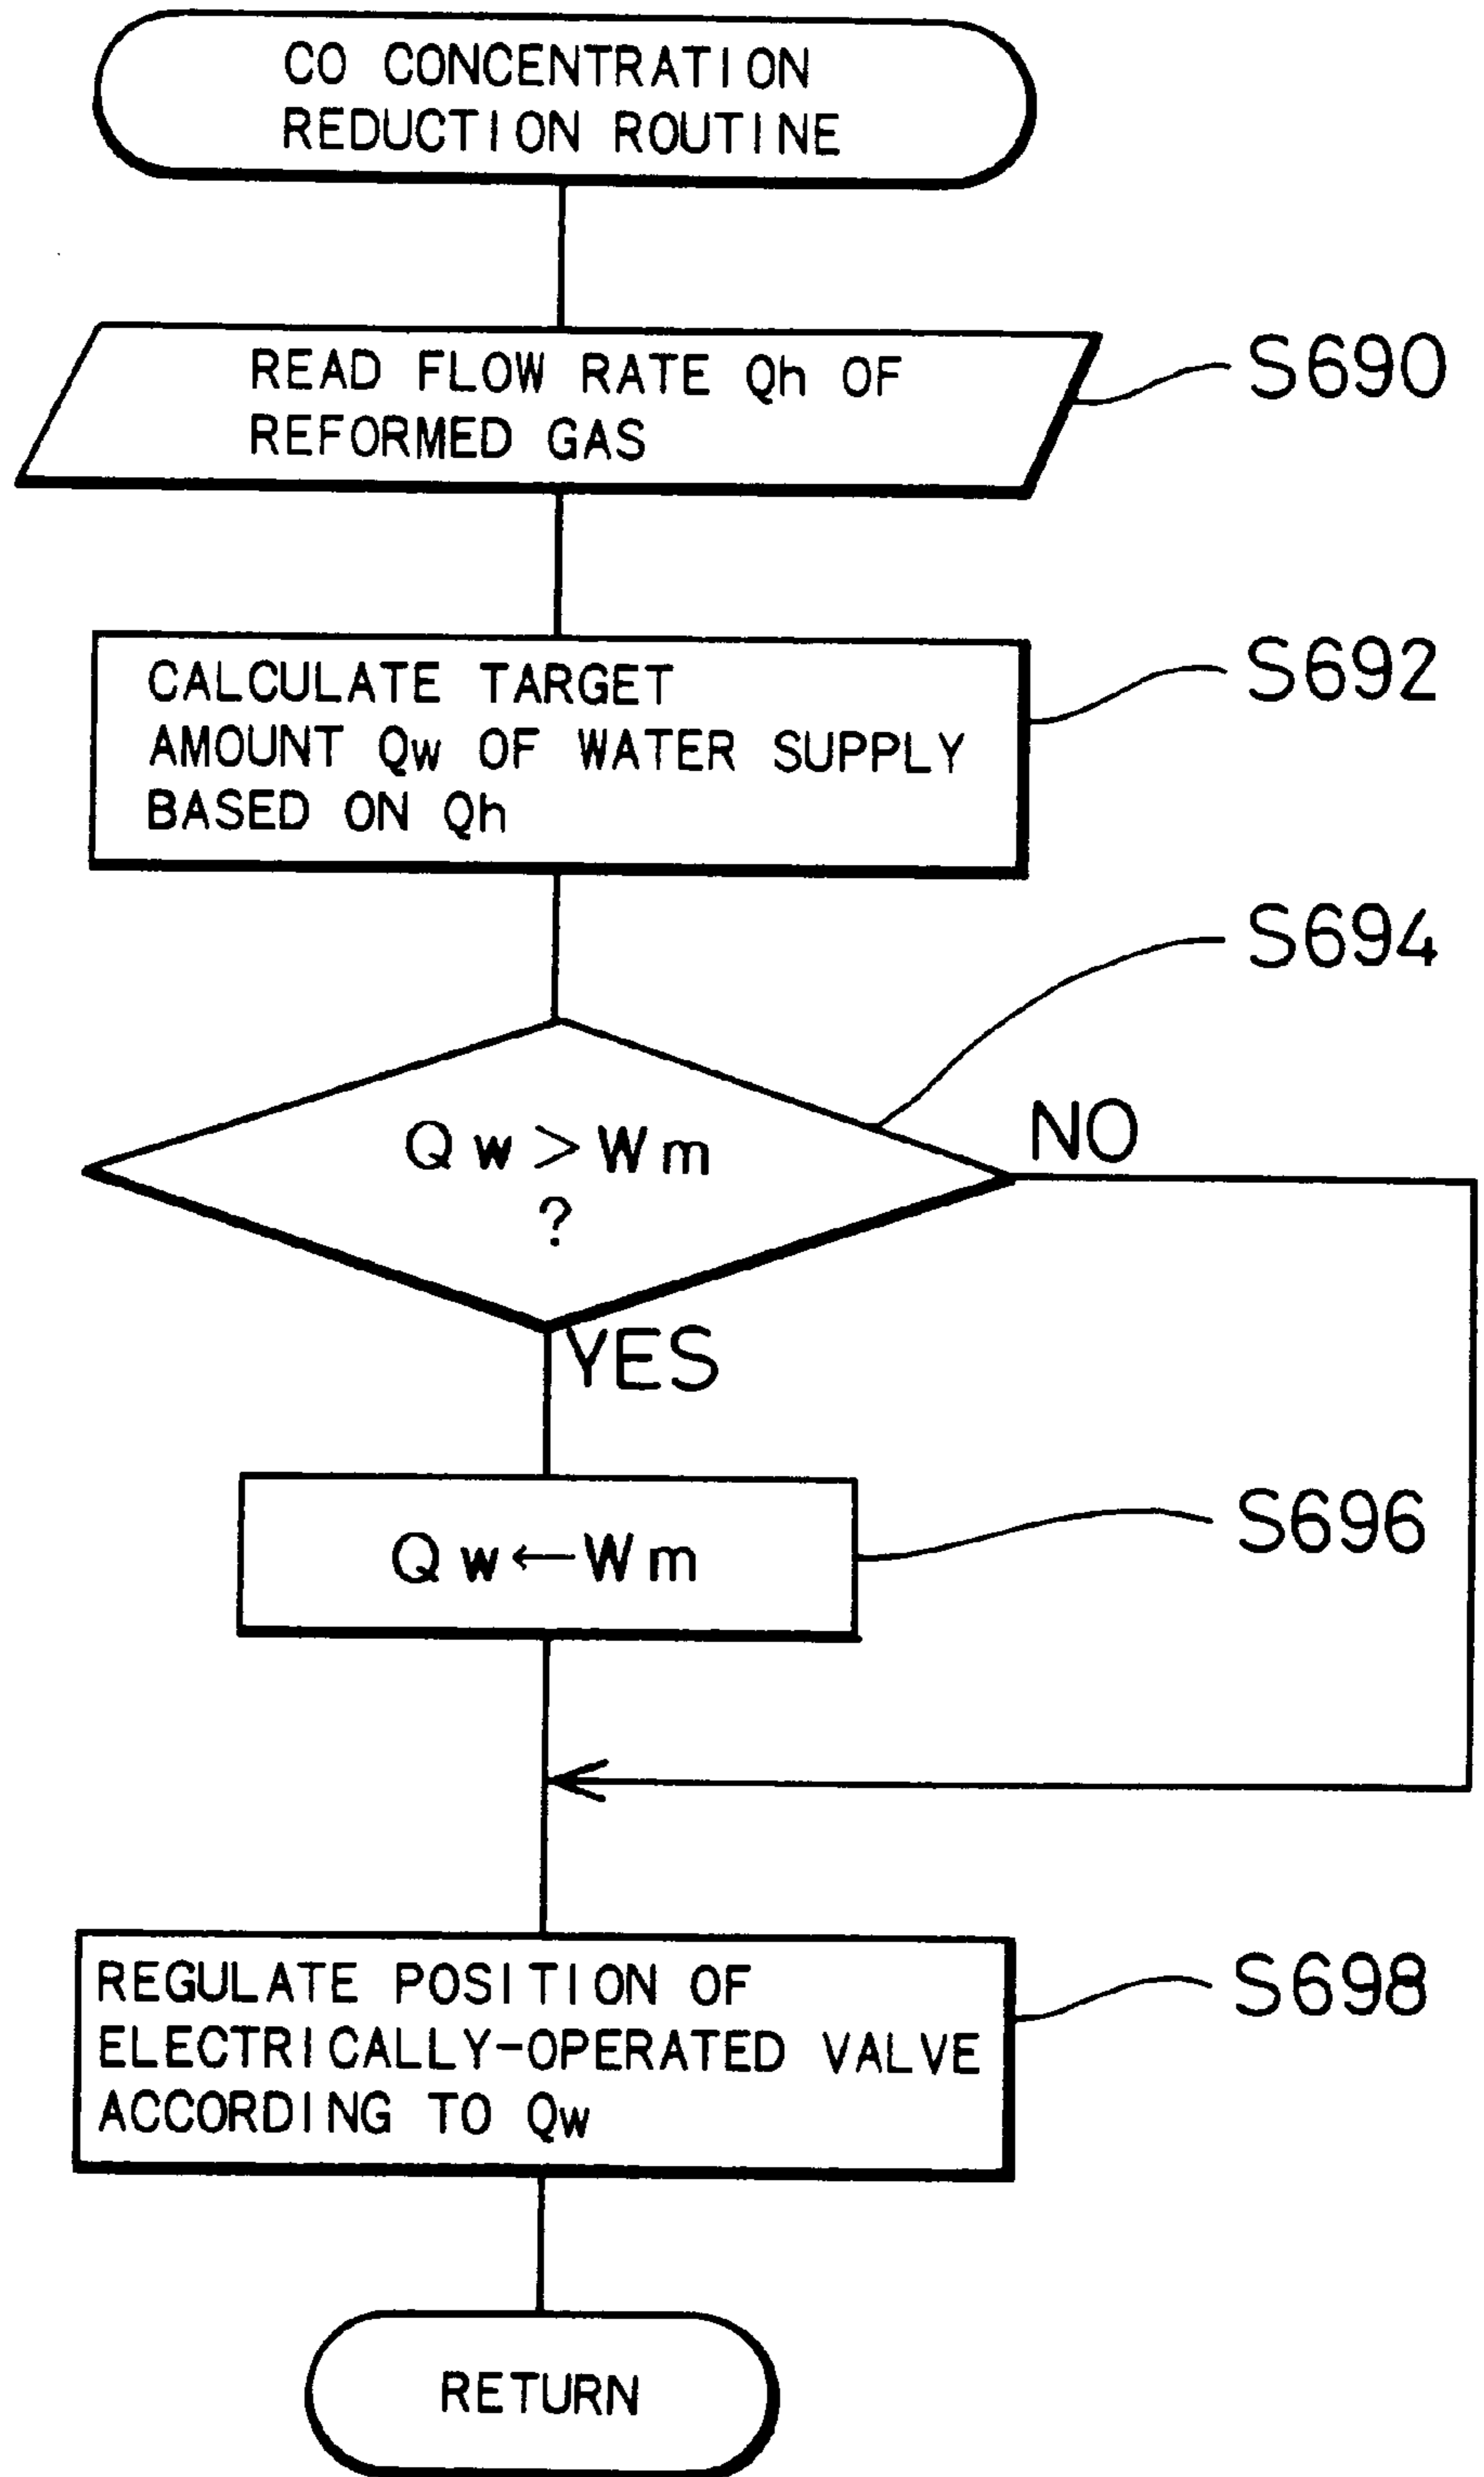 CO CONCENTRATION
REDUCTION ROUTINE
READ FLOW RATE Qh OF
REFORMED GAS
S690
CALCULATE TARGET
AMOUNT Qw OF WATER SUPPLY
BASED ON Qh
S692
S694
Qw>Wm
?
NO
YES
Qw←Wm
S696
REGULATE POSITION OF
ELECTRICALLY-OPERATED VALVE
ACCORDING TO Qw
S698
RETURN